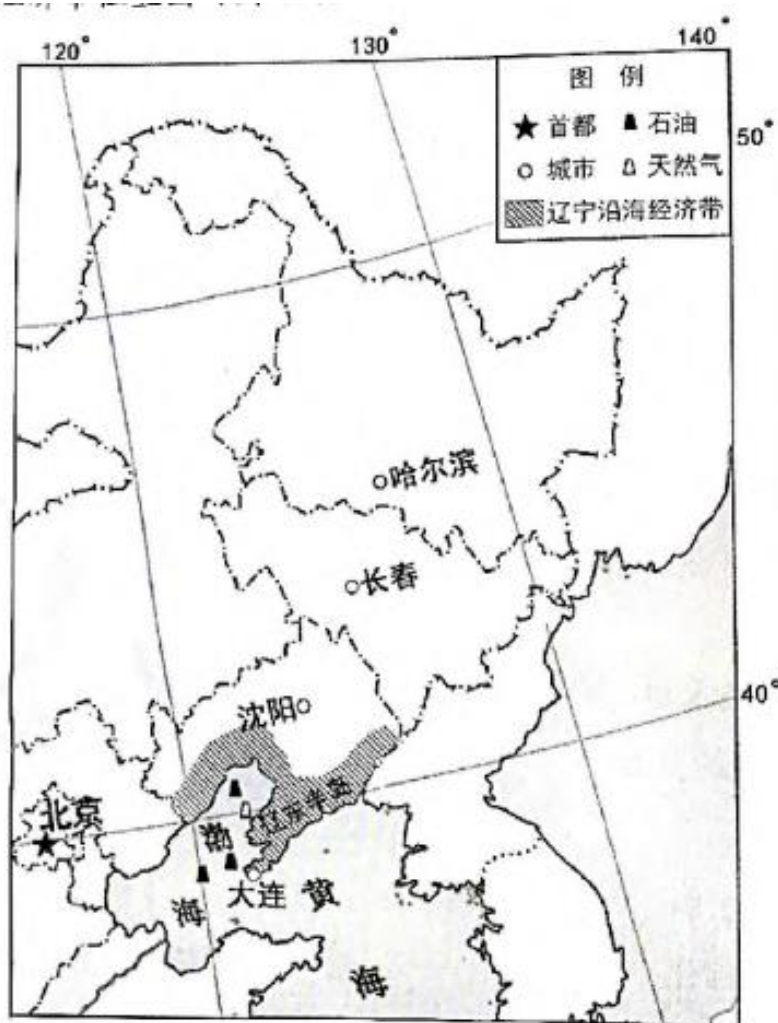 120°
130°
140°
图 例
首都 石油
城市 天然气
辽宁沿海经济带
50°
哈尔滨
长春
40°
沈阳
辽东半岛
北京
渤
海
大连
黄
海